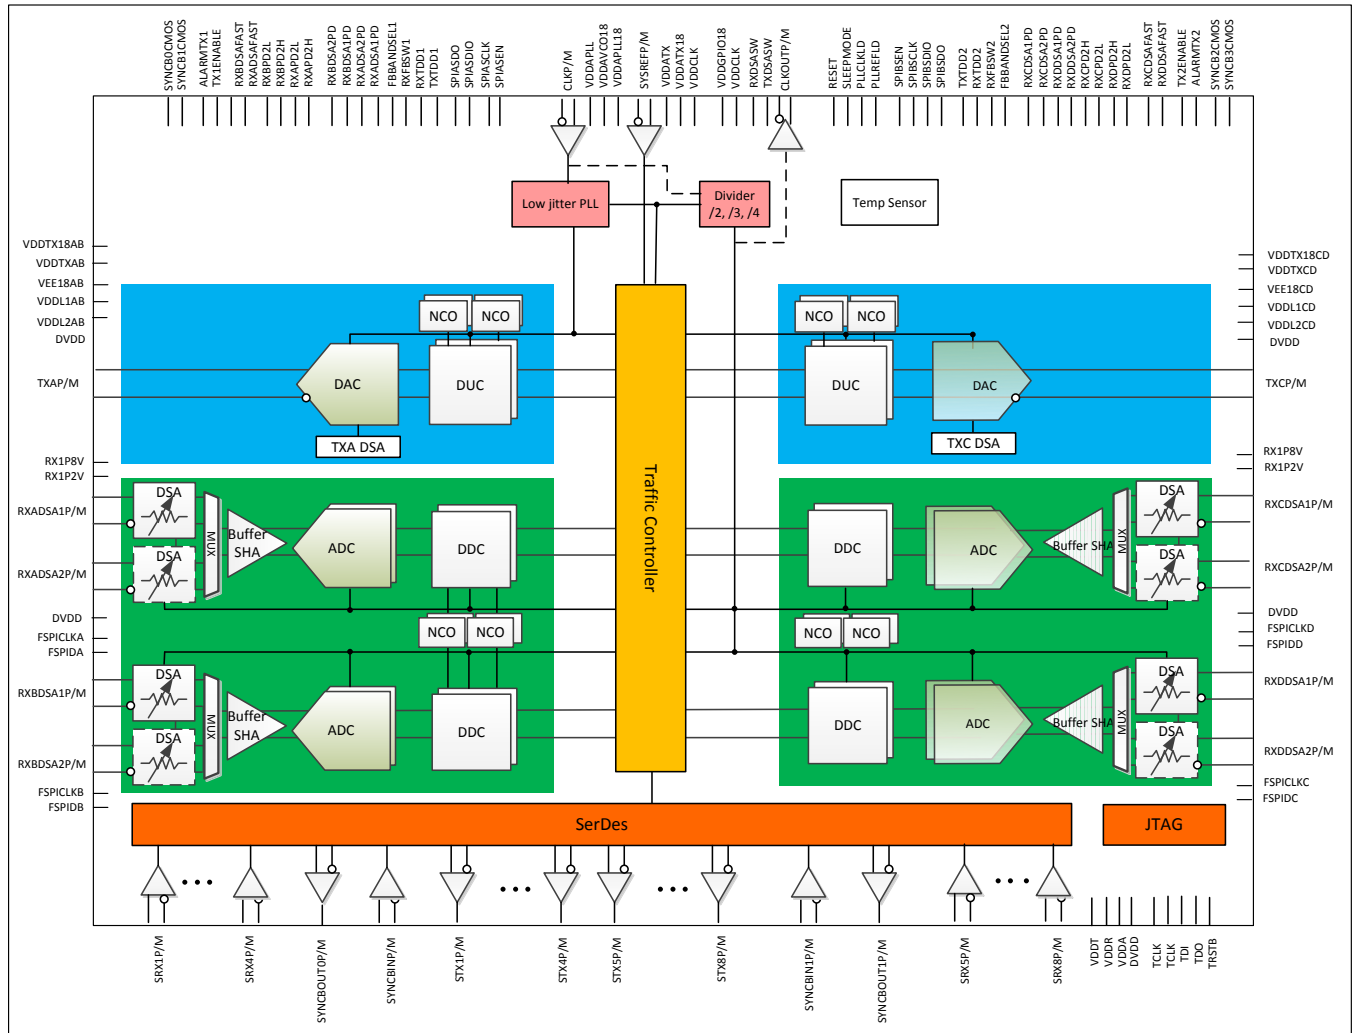 SYNCB0CMOS
SYNCB1CMOS
ALARMTX1
TX1ENABLE
RXBDSAFAST
RXADSAFAST
RXBPD2L
RXBPD2H
RXAPD2L
RXAPD2H
RXBDSA2PD
RXBDSA1PD
RXADSA2PD
RXADSA1PD
FBBANDSEL1
RXFBSW1
RXTDD1
TXTDD1
SPIASDO
SPIASDIO
SPIASCLK
SPIASEN
CLKP/M
VDDAPLL
VDDAVCO18
VDDAPLL18
SYSREFP/M
VDDATX
VDDATX18
VDDCLK
VDDGPIO18
VDDCLK
RXDSASW
TXDSASW
CLKOUTP/M
RESET
SLEEPMODE
PLLCLKLD
PLLREFLD
SPIBSEN
SPIBSCLK
SPIBSDIO
SPIBSDO
TXTDD2
RXTDD2
RXFBSW2
FBBANDSEL2
RXCDSA1PD
RXCDSA2PD
RXDDSA1PD
RXDDSA2PD
RXCPD2H
RXCPD2L
RXDPD2H
RXDPD2L
RXCDSAFAST
RXDDSAFAST
TX2ENABLE
ALARMTX2
SYNCB2CMOS
SYNCB3CMOS
Low jitter PLL
Divider
/2, /3, /4
Temp Sensor
VDDTX18AB
VDDTXAB
VEE18AB
VDDL1AB
VDDL2AB
DVDD
TXAP/M
RX1P8V
RX1P2V
RXADSA1P/M
RXADSA2P/M
DVDD
FSPICLKA
FSPIDA
RXBDSA1P/M
RXBDSA2P/M
FSPICLKB
FSPIDB
NCO
NCO
DAC
DUC
TXA DSA
DSA
DSA
MUX
Buffer
SHA
ADC
DDC
NCO
NCO
DSA
DSA
MUX
Buffer
SHA
ADC
DDC
Traffic Controller
NCO
NCO
DUC
DAC
TXC DSA
DDC
ADC
Buffer SHA
MUX
DSA
DSA
NCO
NCO
DDC
ADC
Buffer SHA
MUX
DSA
DSA
VDDTX18CD
VDDTXCD
VEE18CD
VDDL1CD
VDDL2CD
DVDD
TXCP/M
RX1P8V
RX1P2V
RXCDSA1P/M
RXCDSA2P/M
DVDD
FSPICLKD
FSPIDD
RXDDSA1P/M
RXDDSA2P/M
FSPICLKC
FSPIDC
SerDes
JTAG
SRX1P/M
SRX4P/M
SYNCBOUT0P/M
SYNCBINP/M
STX1P/M
STX4P/M
STX5P/M
STX8P/M
SYNCBIN1P/M
SYNCBOUT1P/M
SRX5P/M
SRX8P/M
VDDT
VDDR
VDDA
DVDD
TCLK
TCLK
TDI
TDO
TRSTB